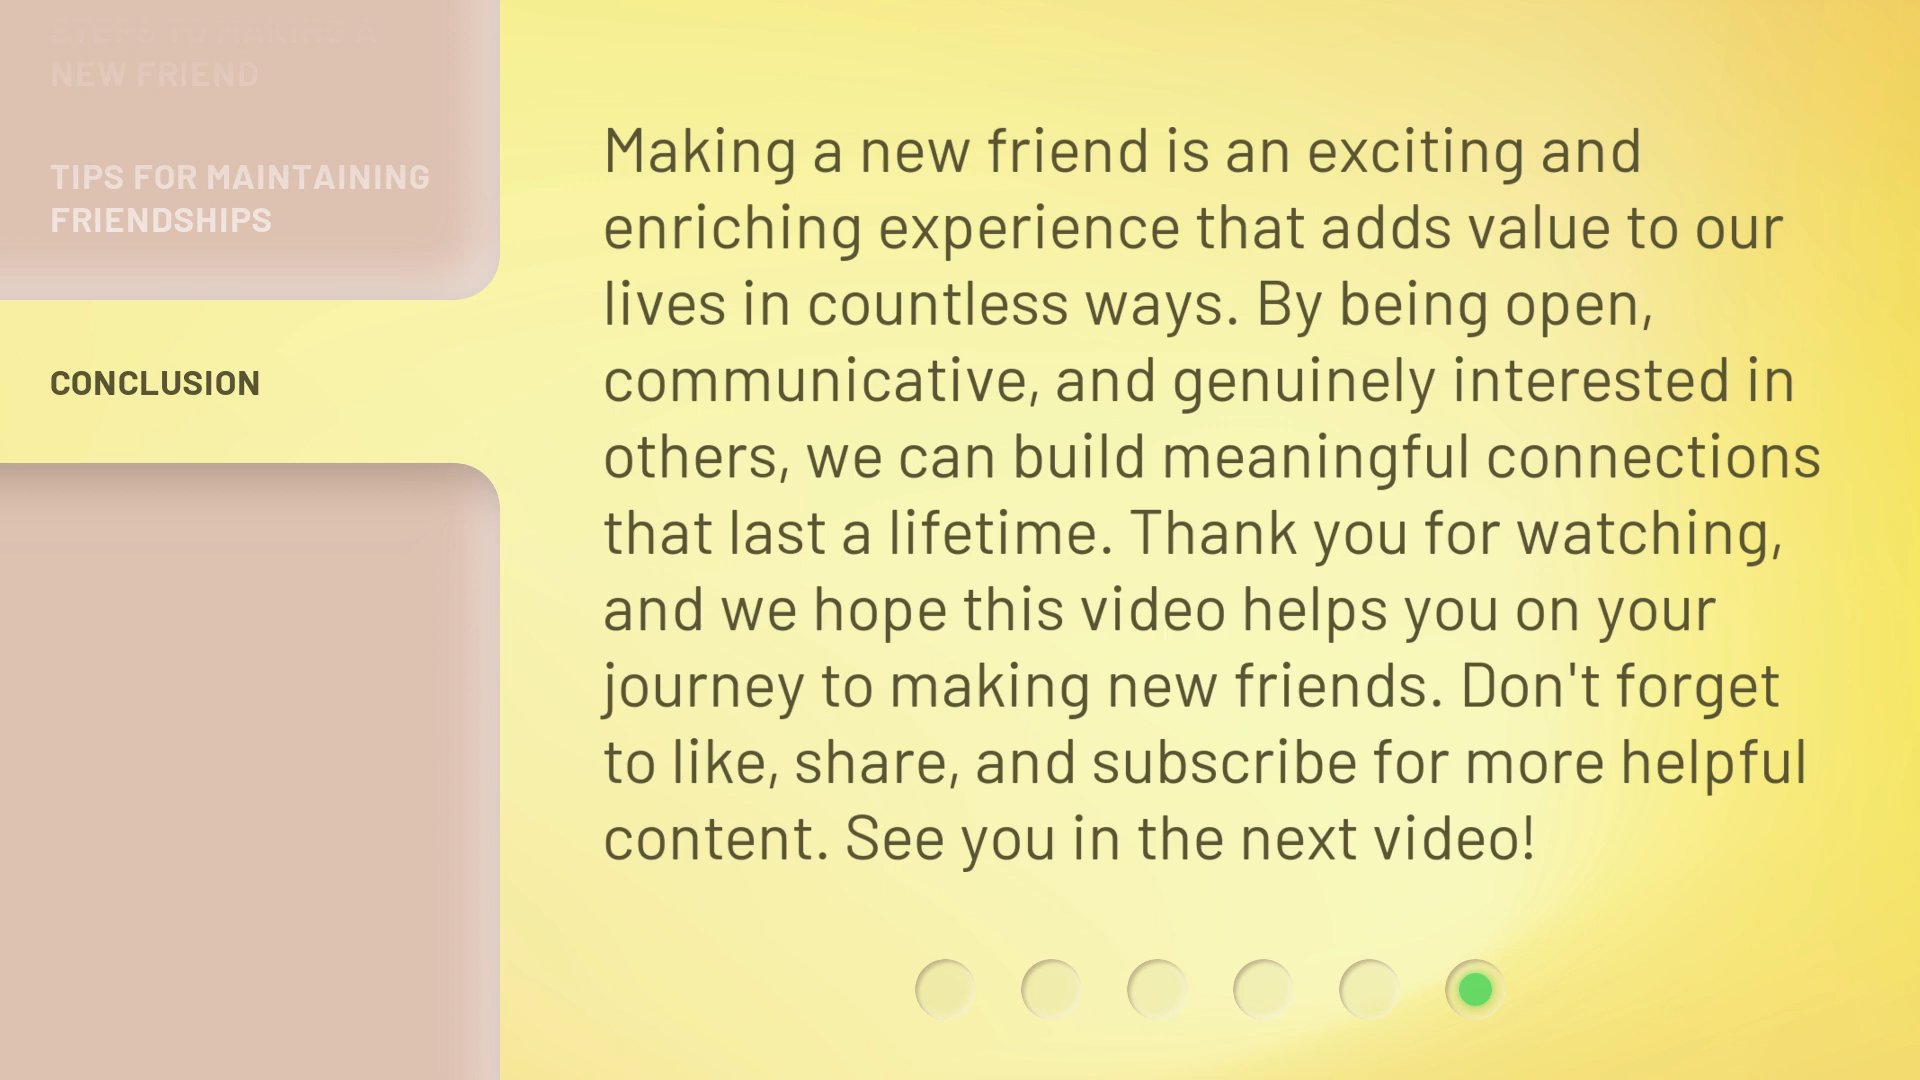 STEPS TO MAKING A
NEW FRIEND
TIPS FOR MAINTAINING
FRIENDSHIPS
CONCLUSION
Making a new friend is an exciting and
enriching experience that adds value to our
lives in countless ways. By being open,
communicative, and genuinely interested in
others, we can build meaningful connections
that last a lifetime. Thank you for watching,
and we hope this video helps you on your
journey to making new friends. Don't forget
to like, share, and subscribe for more helpful
content. See you in the next video!